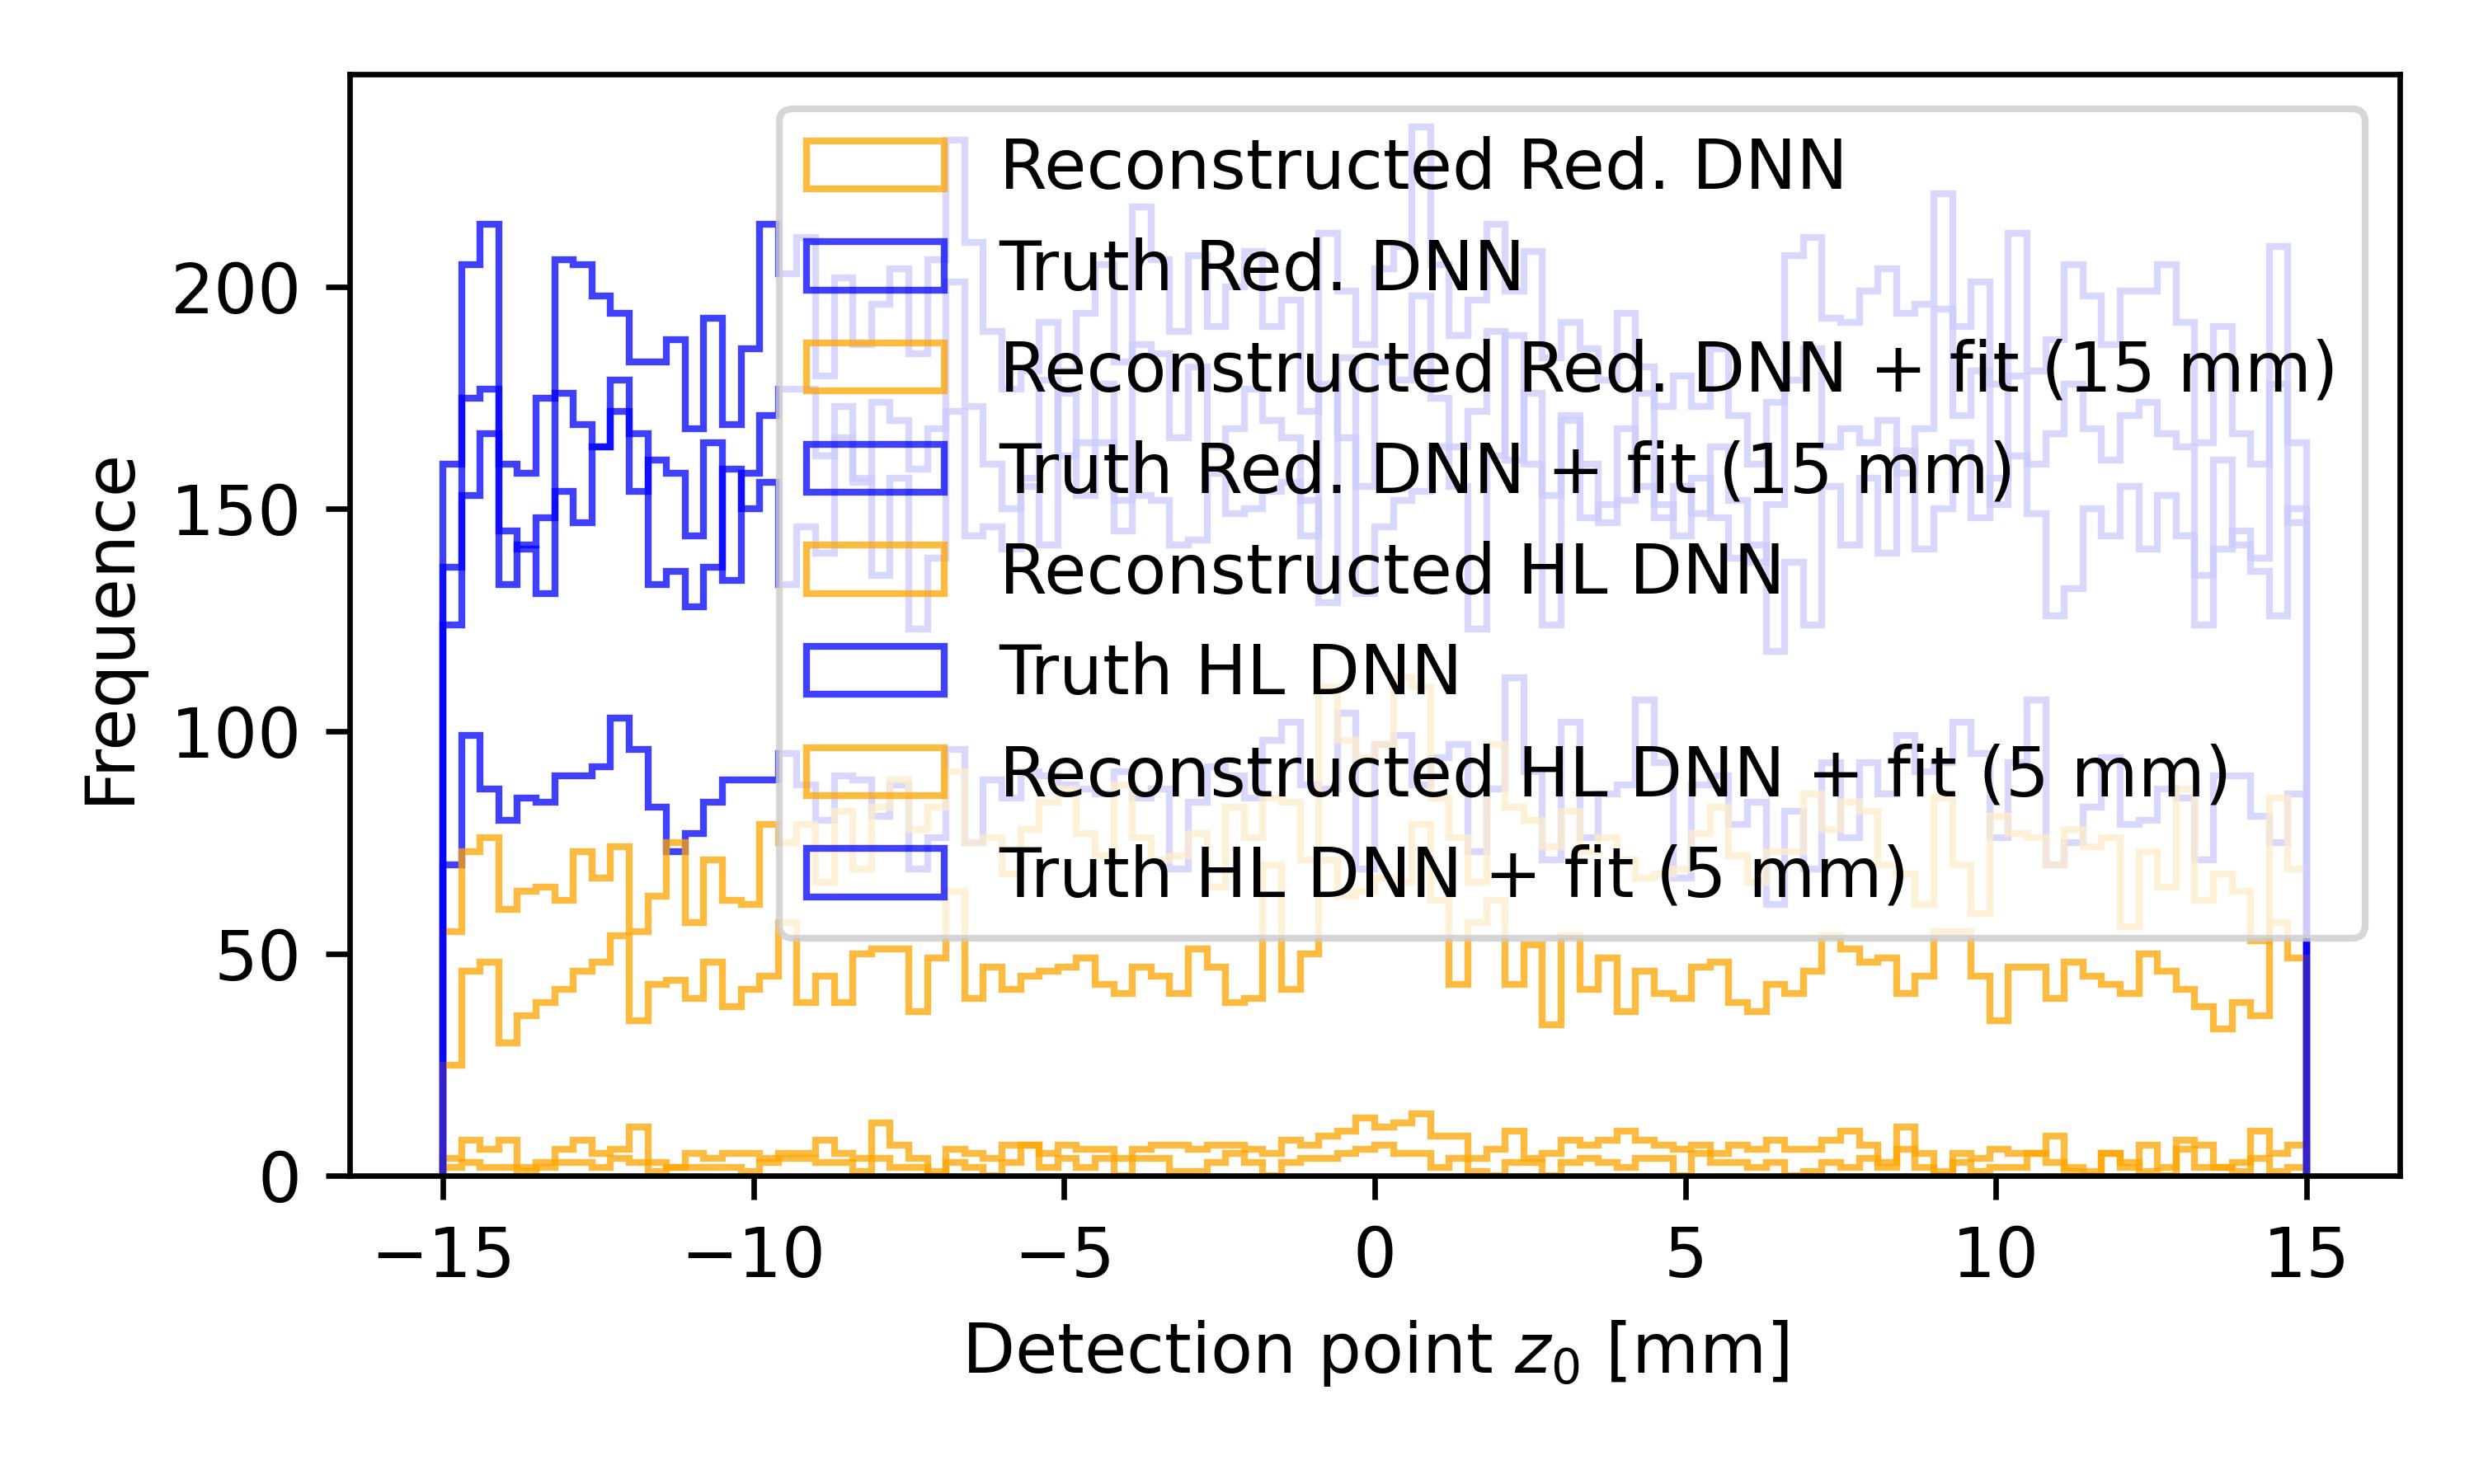 Reconstructed Red. DNN
Truth Red. DNN
Reconstructed Red. DNN + fit (15 mm)
Truth Red. DNN + fit (15 mm)
Reconstructed HL DNN
Truth HL DNN
Reconstructed HL DNN + fit (5 mm)
Truth HL DNN + fit (5 mm)
Frequence
200
150
100
50
0
−15 −10 −5 0 5 10 15
Detection point z₀ [mm]